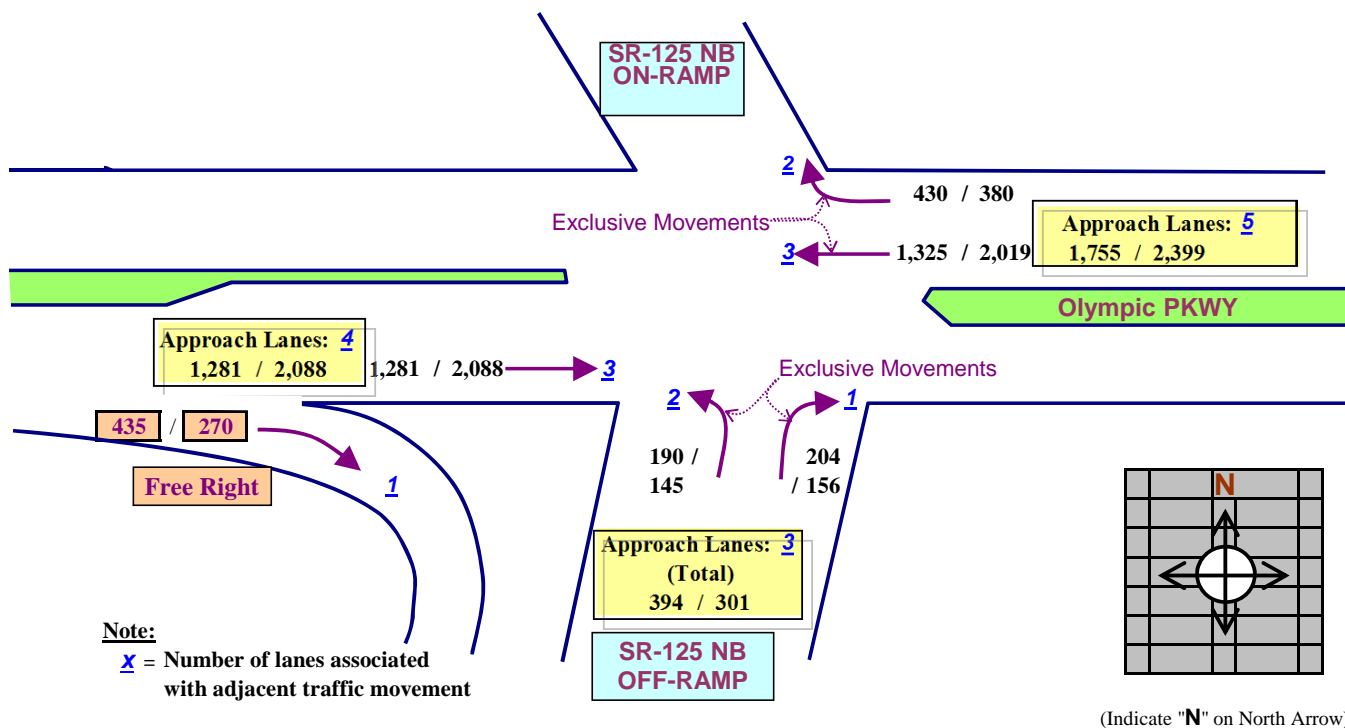 SR-125 NB
ON-RAMP
2
430 / 380
Exclusive Movements
Approach Lanes: 5
1,755 / 2,399
3
1,325 / 2,019
Olympic PKWY
Approach Lanes: 4
1,281 / 2,088
1,281 / 2,088
3
Exclusive Movements
2
1
435 / 270
190 /
145
204
/ 156
Free Right
1
N
Approach Lanes: 3
(Total)
394 / 301
Note:
x = Number of lanes associated
with adjacent traffic movement
SR-125 NB
OFF-RAMP
(Indicate "N" on North Arrow)